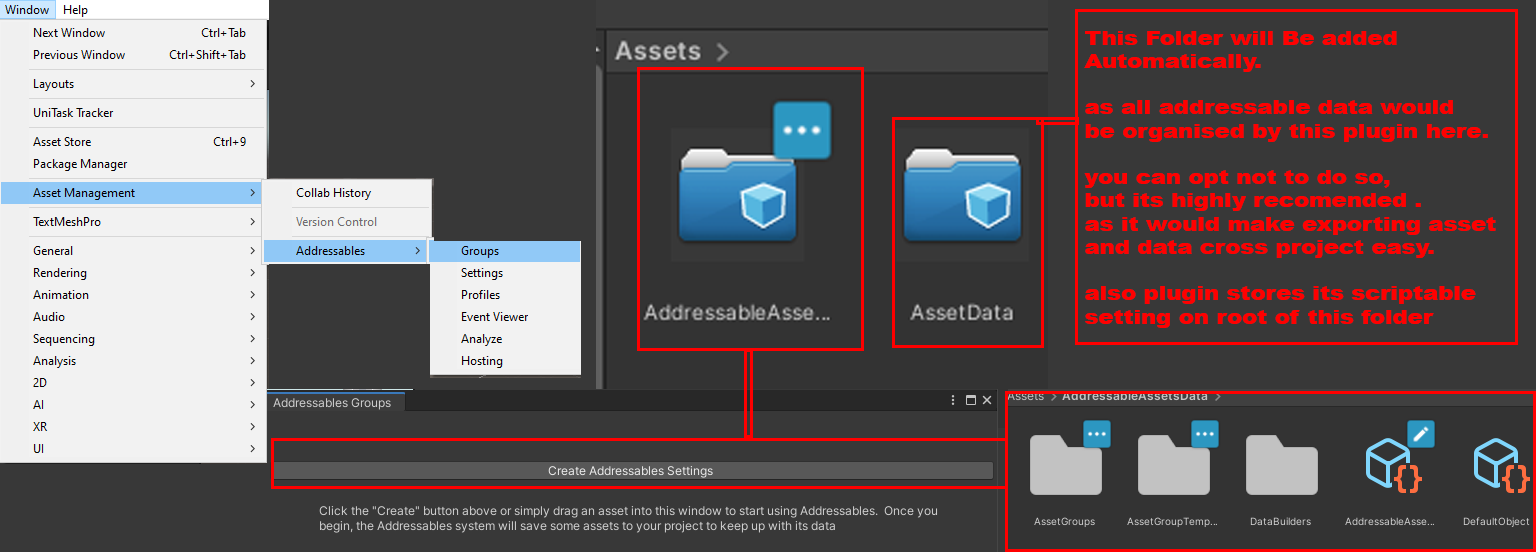 Window Help
Next Window Ctrl+Tab
Previous Window Ctrl+Shift+Tab
Layouts
UniTask Tracker
Asset Store Ctrl+9
Package Manager
Asset Management
TextMeshPro
General
Rendering
Animation
Audio
Sequencing
Analysis
2D
AI
XR
UI
Collab History
Version Control
Addressables
Groups
Settings
Profiles
Event Viewer
Analyze
Hosting
Assets
AddressableAsse...
AssetData
This Folder will Be added
Automatically.
as all addressable data would
be organised by this plugin here.
you can opt not to do so,
but its highly recomended .
as it would make exporting asset
and data cross project easy.
also plugin stores its scriptable
setting on root of this folder
Addressables Groups
Create Addressables Settings
Click the "Create" button above or simply drag an asset into this window to start using Addressables. Once you
begin, the Addressables system will save some assets to your project to keep up with its data
Assets > AddressableAssetsData >
AssetGroups
AssetGroupTemp...
DataBuilders
AddressableAsse...
DefaultObject